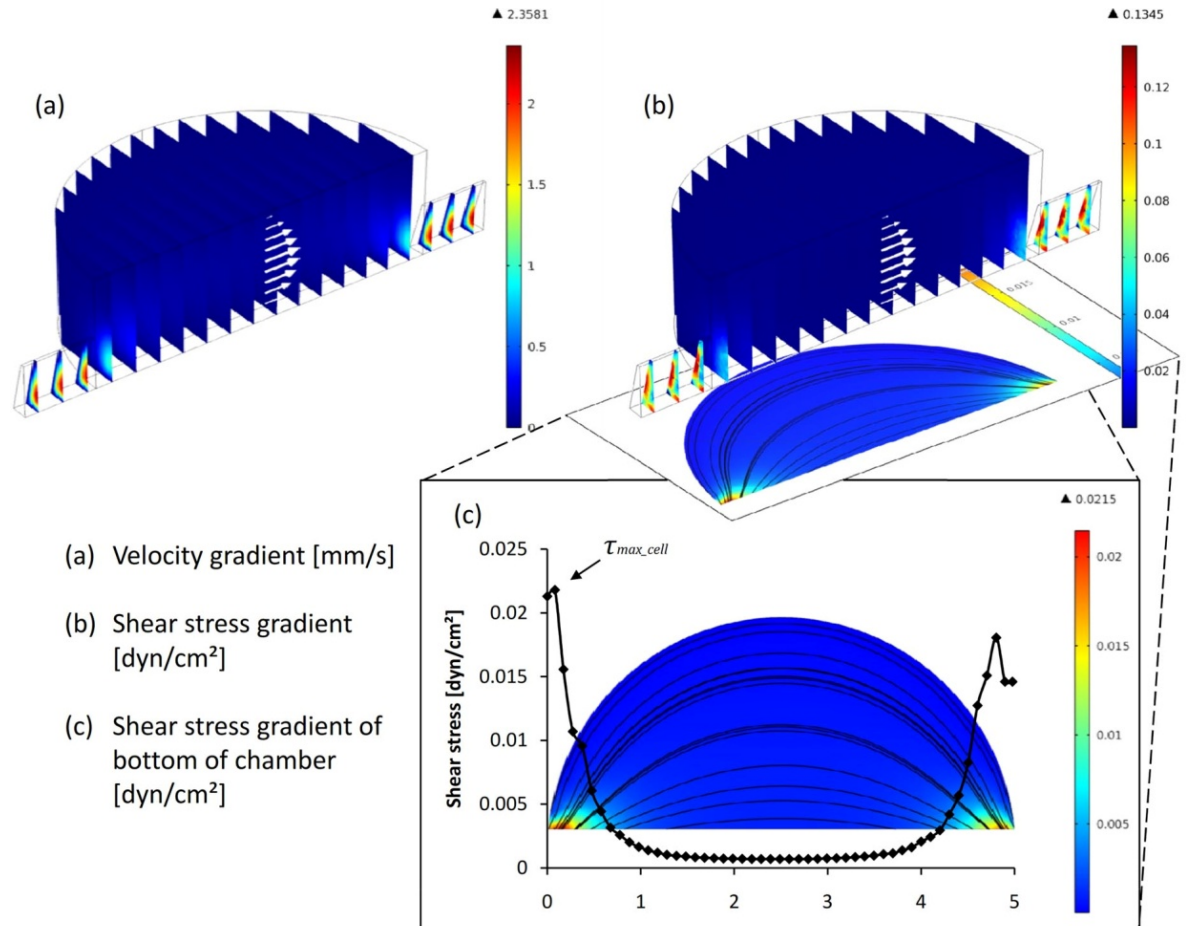 ▲ 2.3581
2
1.5
1
0.5
0
(a)
▲ 0.1345
0.12
0.1
0.08
0.06
0.04
0.02
(b)
0.015
0.01
(a) Velocity gradient [mm/s]
(b) Shear stress gradient
[dyn/cm²]
(c) Shear stress gradient of
bottom of chamber
[dyn/cm²]
(c)
τmax_cell
Shear stress [dyn/cm²]
0.025
0.02
0.015
0.01
0.005
0
0 1 2 3 4 5
▲ 0.0215
0.02
0.015
0.01
0.005